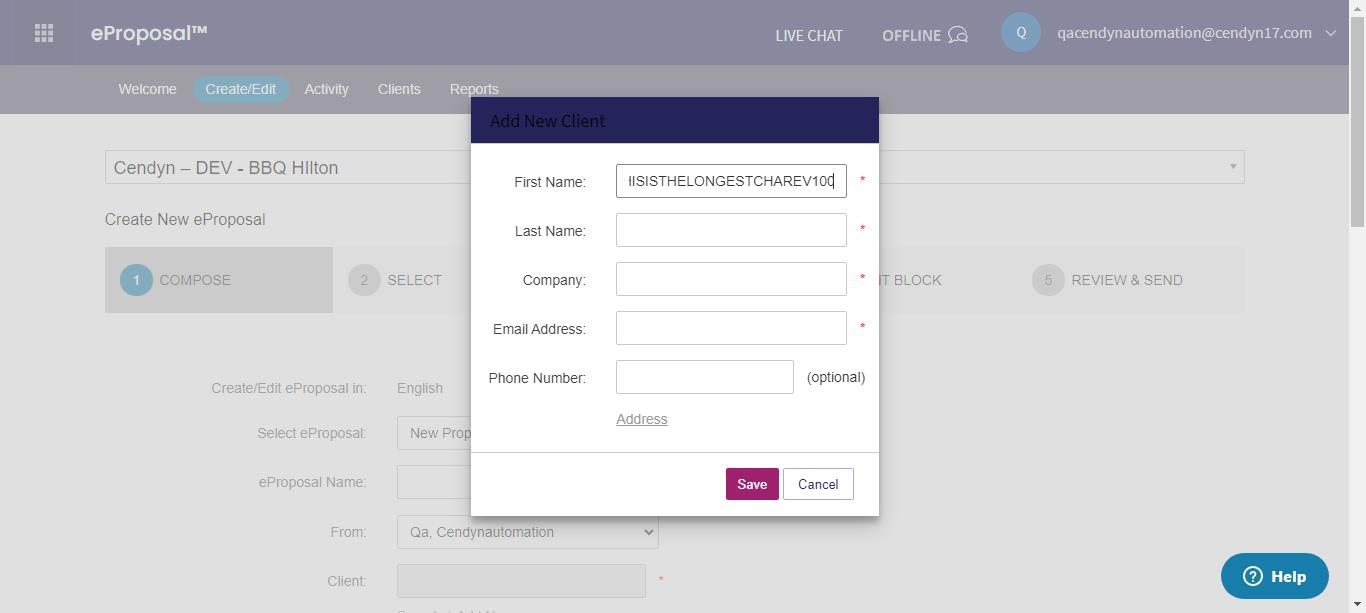 eProposal™
LIVE CHAT
OFFLINE
Q
qacendynautomation@cendyn17.com
Welcome
Create/Edit
Activity
Clients
Reports
Add New Client
Cendyn – DEV - BBQ HIlton
First Name:
IISISTHELONGESTCHAREV100
*
Last Name:
*
Create New eProposal
1
COMPOSE
2
SELECT
Company:
*
NT BLOCK
5
REVIEW & SEND
Email Address:
*
Phone Number:
(optional)
Address
Create/Edit eProposal in:
English
Select eProposal:
New Prop
eProposal Name:
Save
Cancel
From:
Qa, Cendynautomation
Client:
*
Help